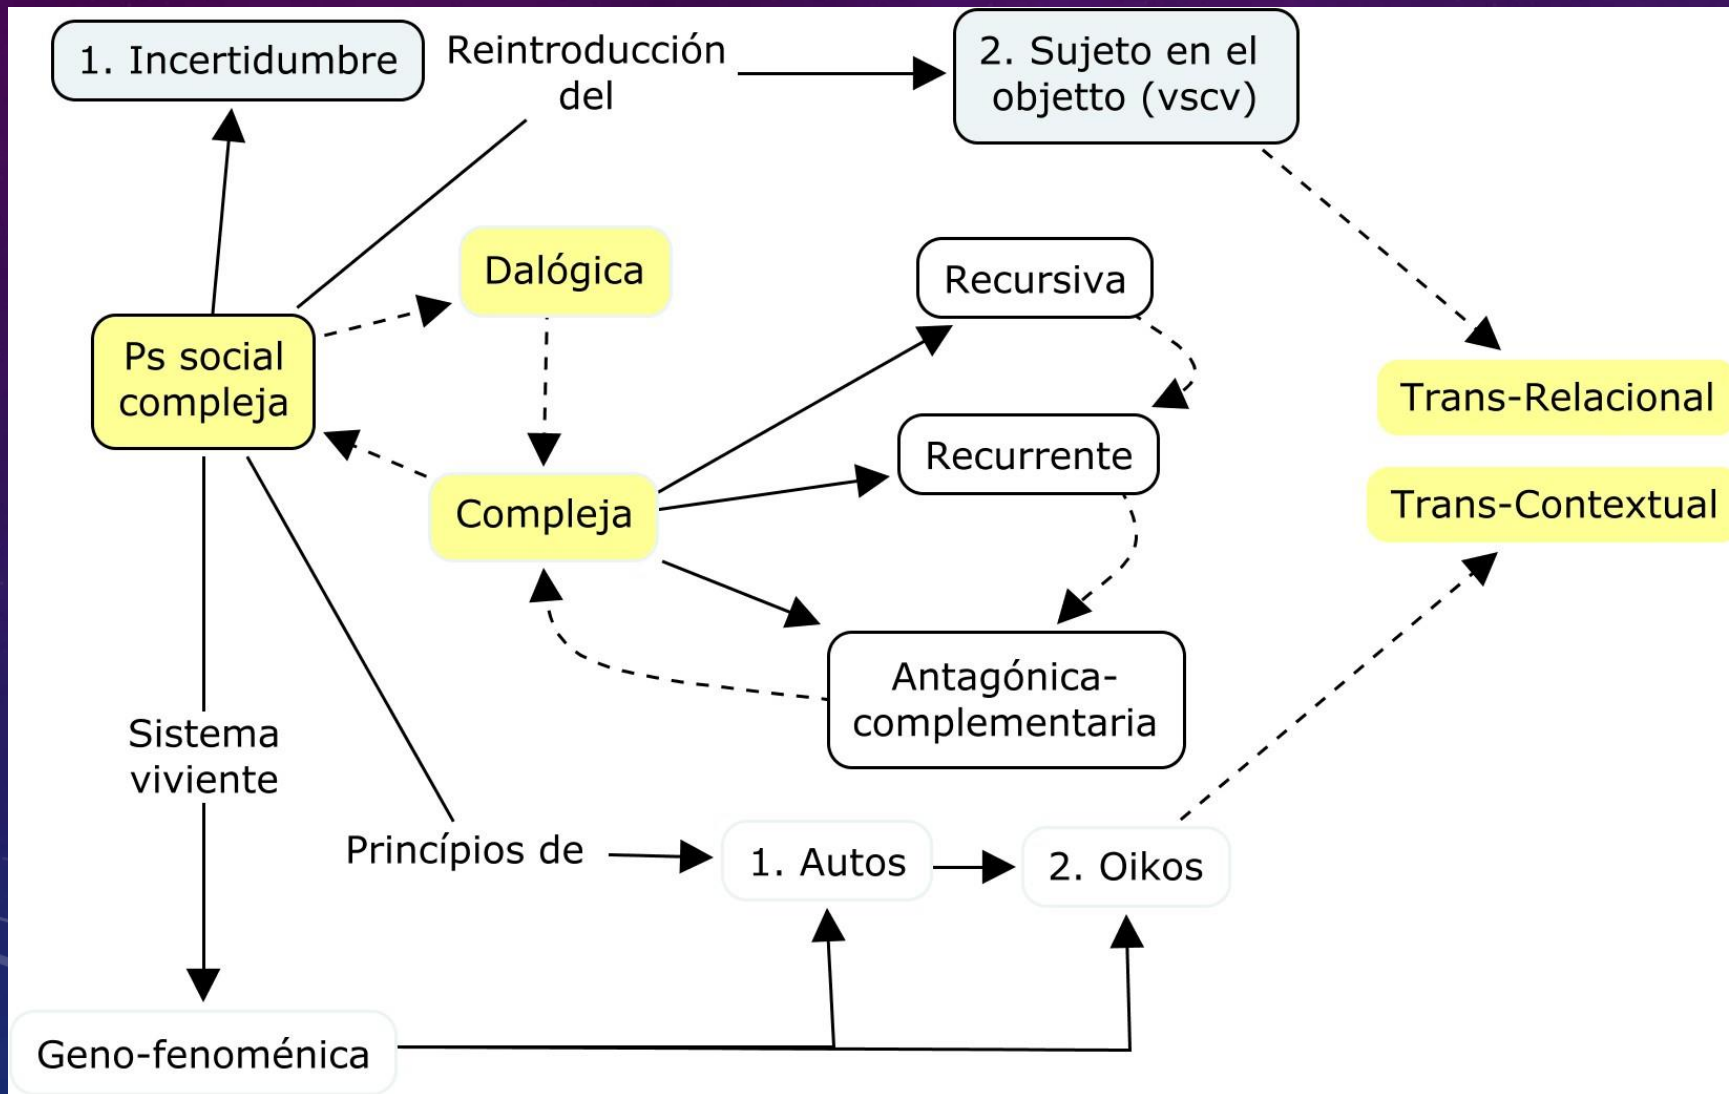 1. Incertidumbre
Reintroducción
del
2. Sujeto en el
objetto (vscv)
Dalógica
Recursiva
Ps social
compleja
Trans-Relacional
Recurrente
Compleja
Trans-Contextual
Antagónica-
complementaria
Sistema
viviente
Princípios de
1. Autos
2. Oikos
Geno-fenoménica